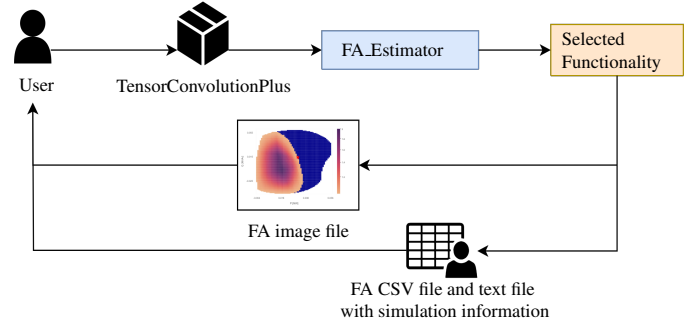 User
TensorConvolutionPlus
FA_Estimator
Selected
Functionality
FA image file
FA CSV file and text file
with simulation information